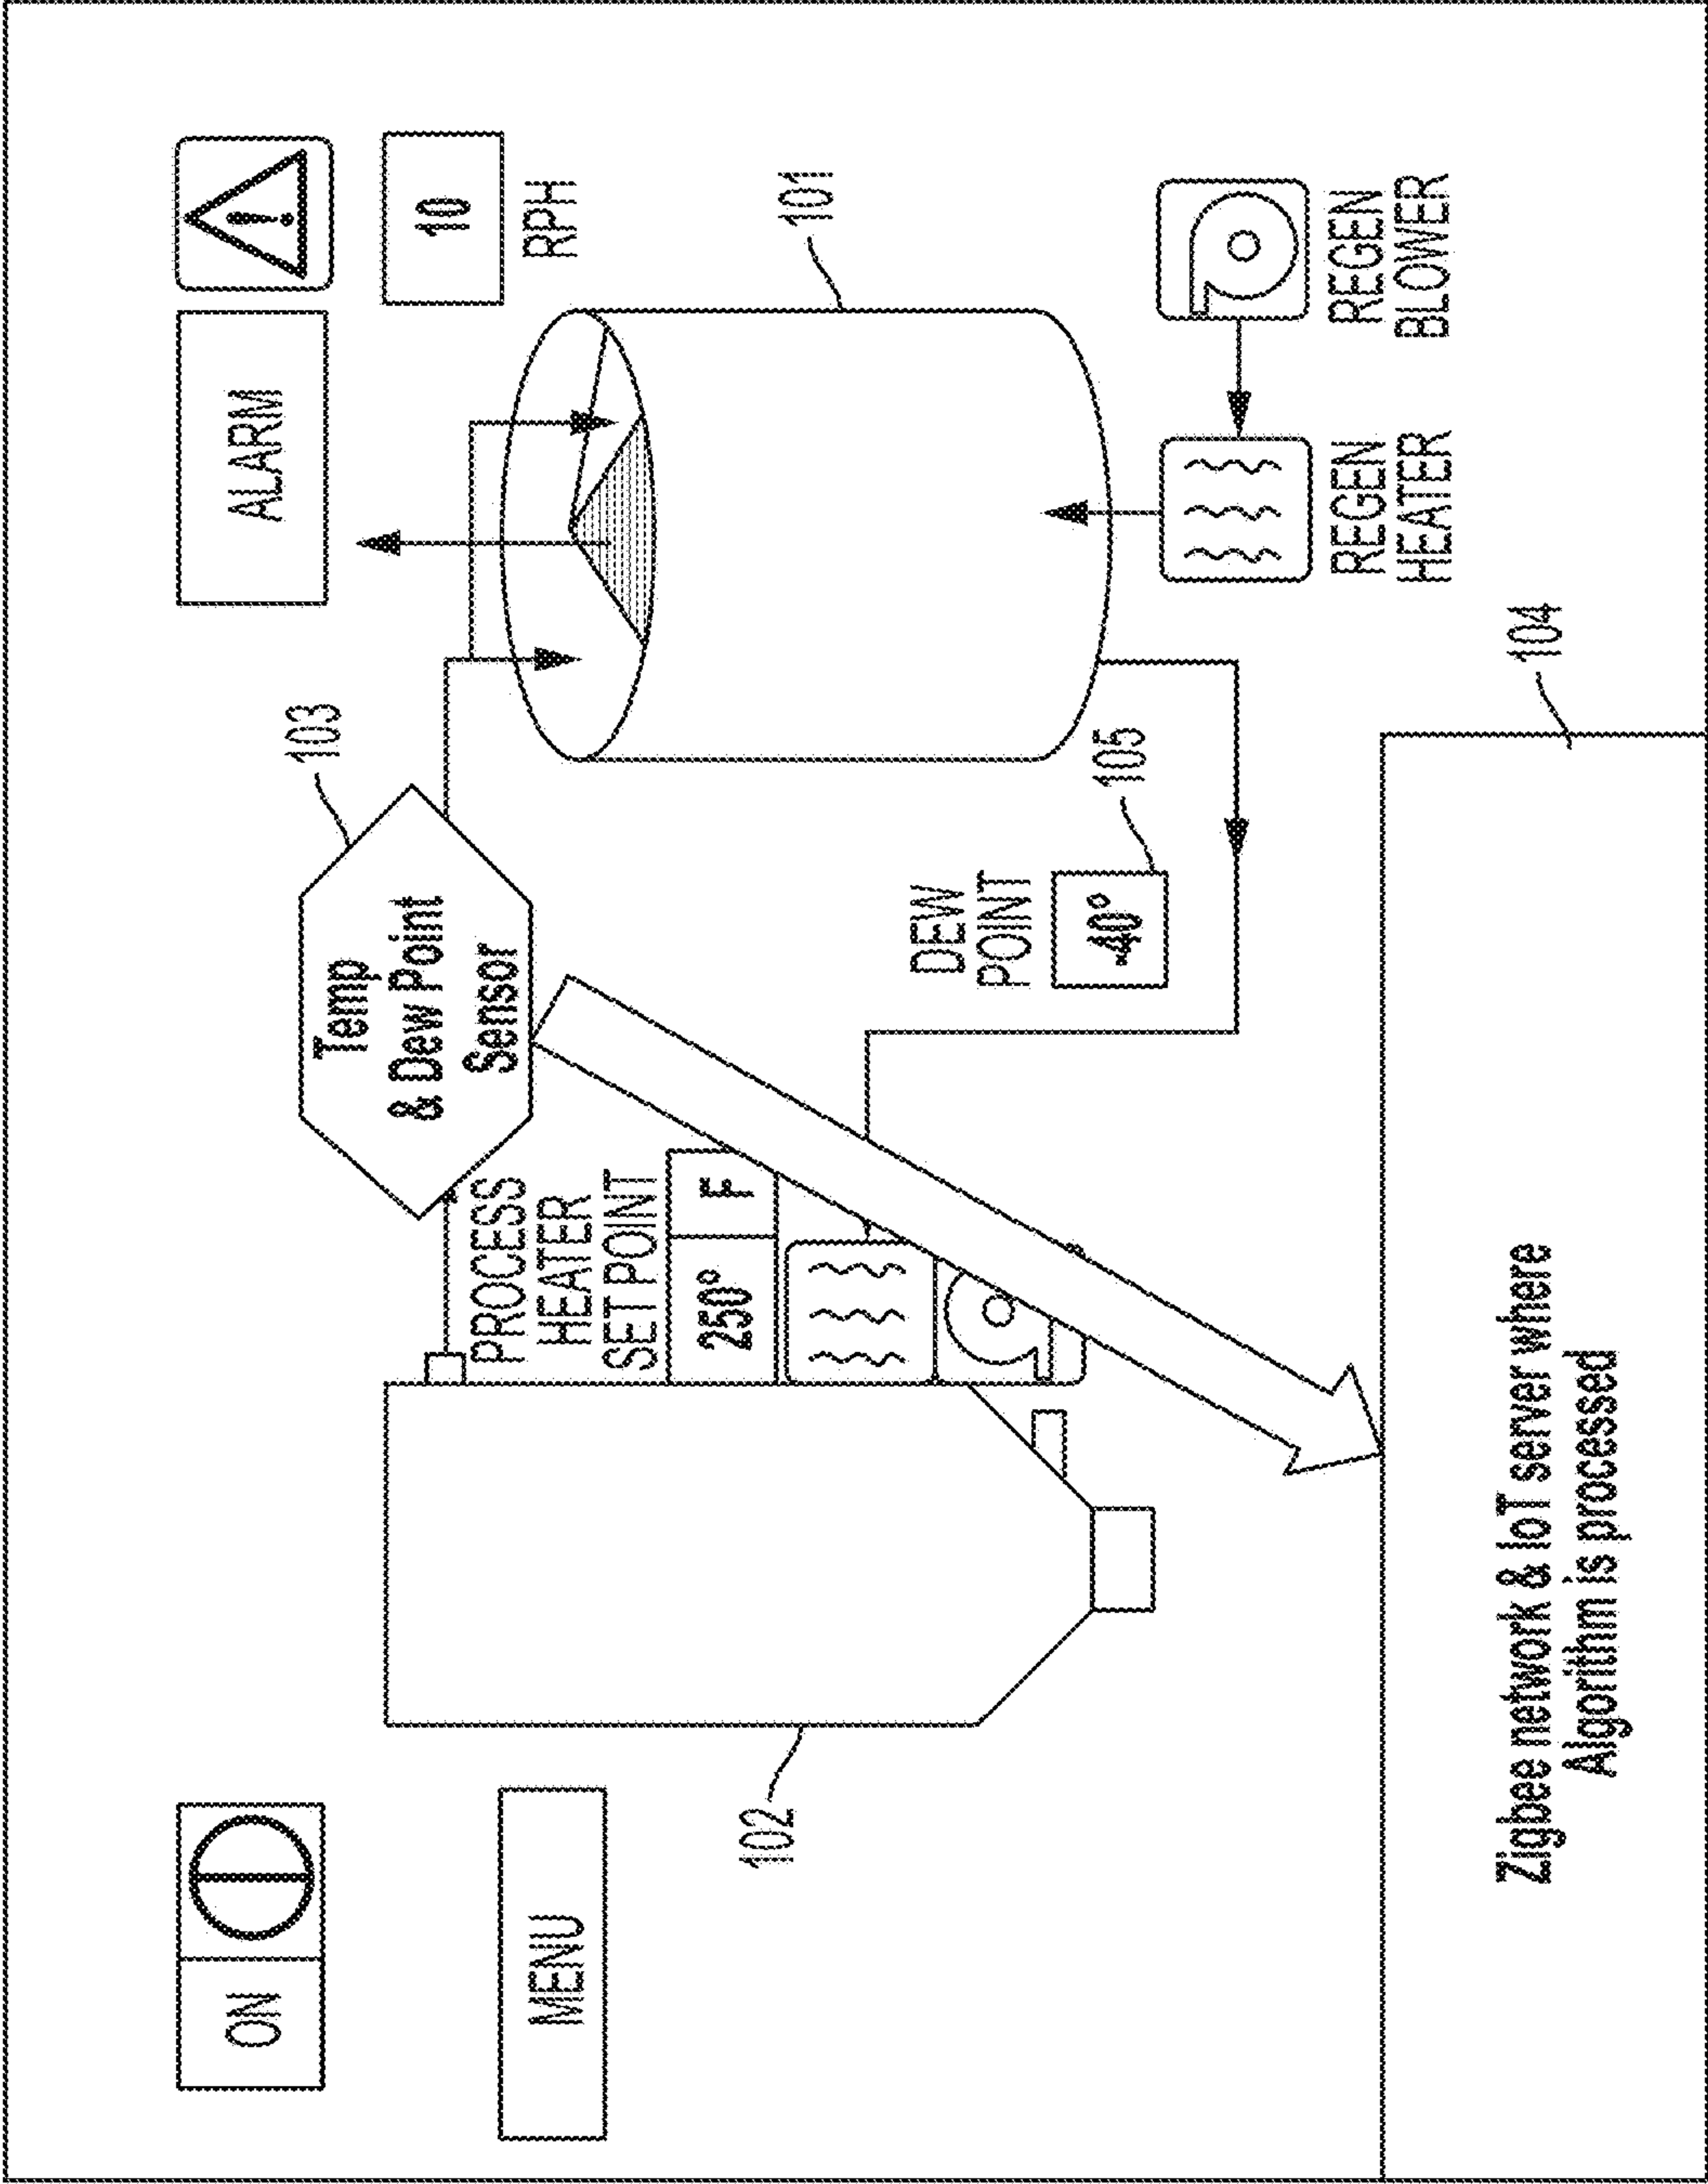 ON
ALARM
MENU
10
RPH
103
Temp
& Dew Point
Sensor
PROCESS
HEATER
SET POINT
250° F
102
101
DEW
POINT
-40°
105
REGEN
HEATER
REGEN
BLOWER
104
Zigbee network & IoT server where
Algorithm is processed